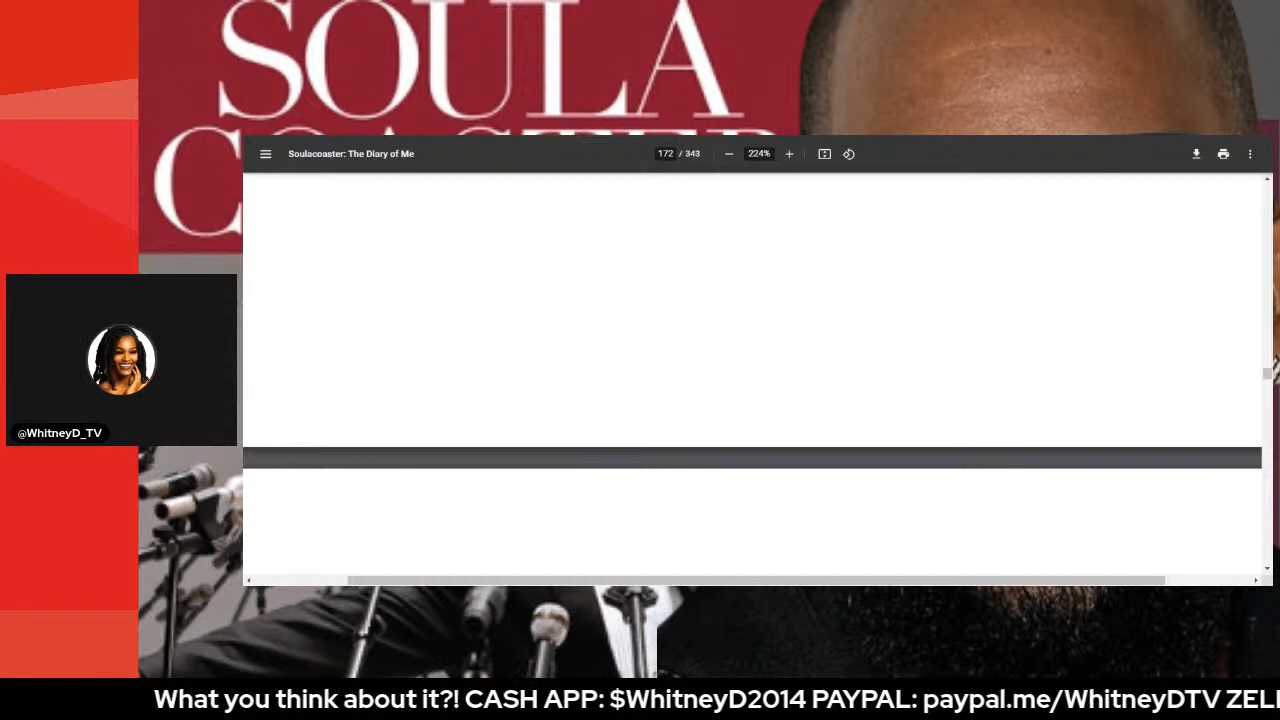 SOULA
COASTER
Soulacoaster: The Diary of Me
172 / 343
224%
@WhitneyD_TV
What you think about it?! CASH APP: $WhitneyD2014 PAYPAL: paypal.me/WhitneyDTV